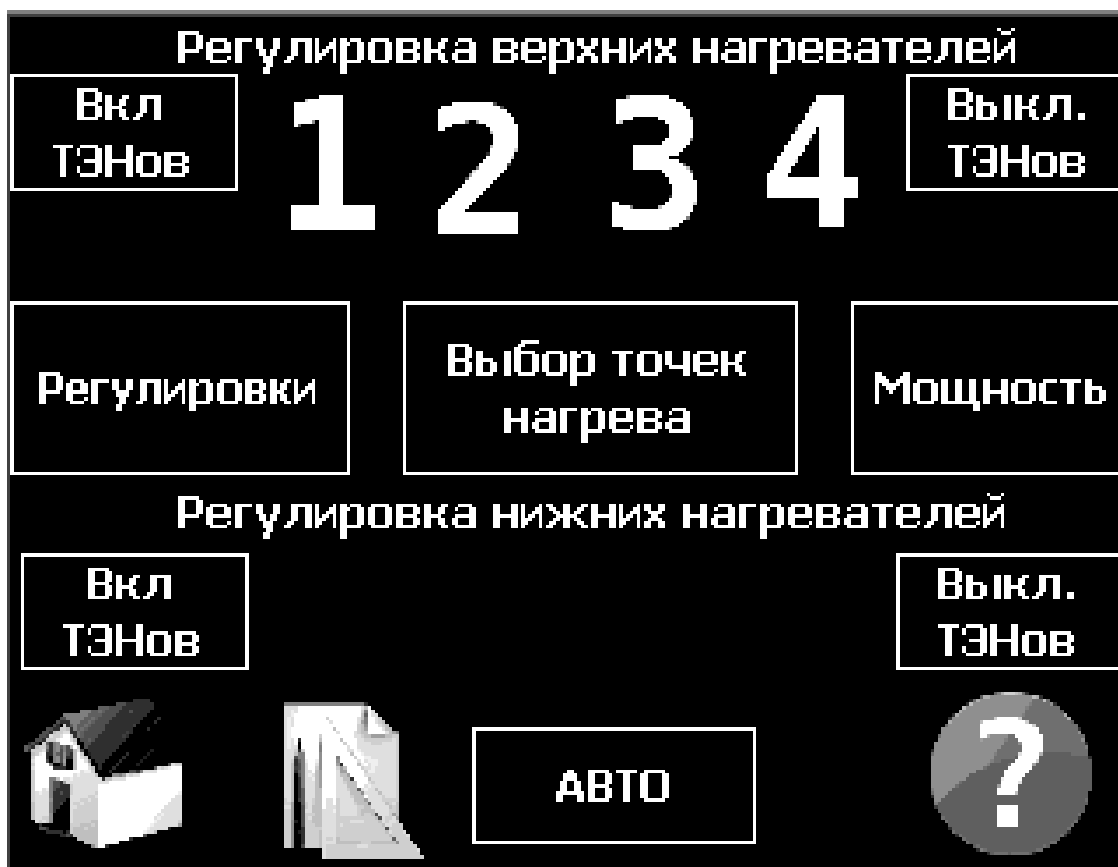 Регулировка верхних нагревателей
Вкл
ТЭНов
1 2 3 4
Выкл.
ТЭНов
Регулировки
Выбор точек
нагрева
Мощность
Регулировка нижних нагревателей
Вкл
ТЭНов
Выкл.
ТЭНов
АВТО
?